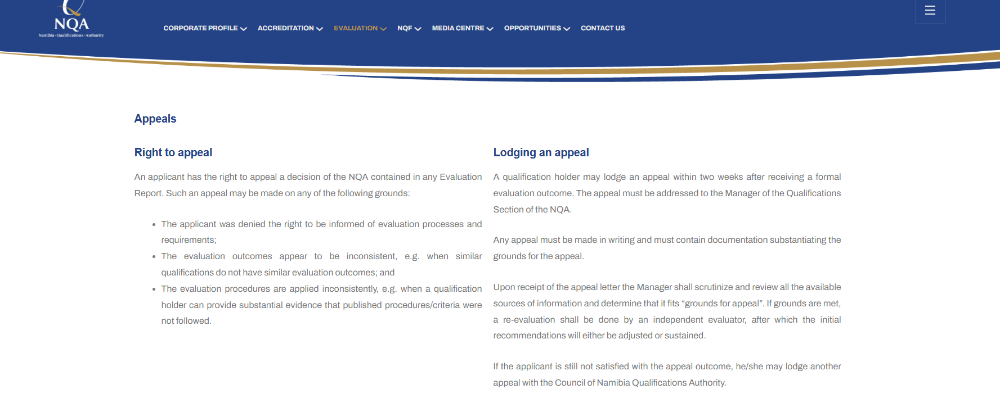 NQA
Namibia - Qualifications - Authority
CORPORATE PROFILE ACCREDITATION EVALUATION NQF MEDIA CENTRE OPPORTUNITIES CONTACT US
Appeals
Right to appeal
An applicant has the right to appeal a decision of the NQA contained in any Evaluation
Report. Such an appeal may be made on any of the following grounds:
• The applicant was denied the right to be informed of evaluation processes and
requirements;
• The evaluation outcomes appear to be inconsistent, e.g. when similar
qualifications do not have similar evaluation outcomes; and
• The evaluation procedures are applied inconsistently, e.g. when a qualification
holder can provide substantial evidence that published procedures/criteria were
not followed.
Lodging an appeal
A qualification holder may lodge an appeal within two weeks after receiving a formal
evaluation outcome. The appeal must be addressed to the Manager of the Qualifications
Section of the NQA.
Any appeal must be made in writing and must contain documentation substantiating the
grounds for the appeal.
Upon receipt of the appeal letter the Manager shall scrutinize and review all the available
sources of information and determine that it fits “grounds for appeal”. If grounds are met,
a re-evaluation shall be done by an independent evaluator, after which the initial
recommendations will either be adjusted or sustained.
If the applicant is still not satisfied with the appeal outcome, he/she may lodge another
appeal with the Council of Namibia Qualifications Authority.